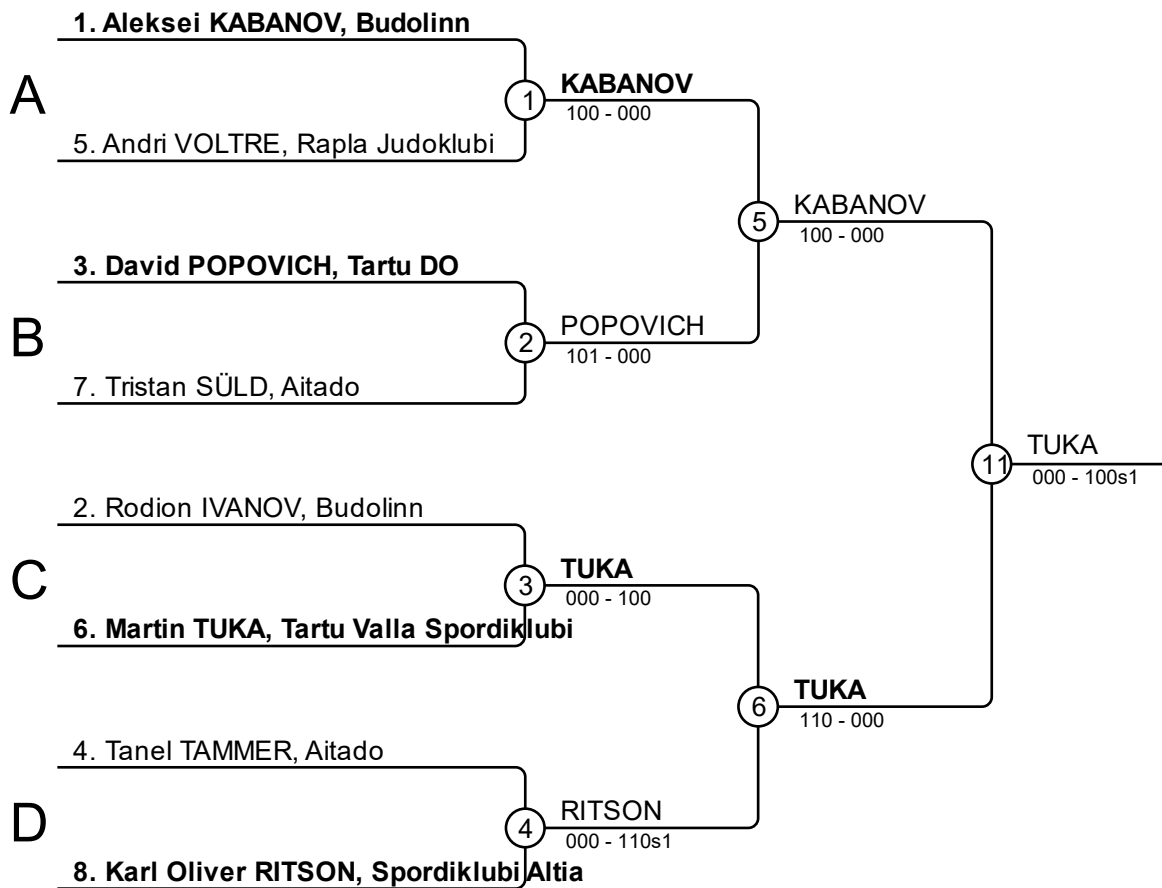 1. Aleksei KABANOV, Budolinn
A
1
KABANOV
100 - 000
5. Andri VOLTRE, Rapla Judoklubi
5
KABANOV
100 - 000
3. David POPOVICH, Tartu DO
B
2
POPOVICH
101 - 000
7. Tristan SÜLD, Aitado
11
TUKA
000 - 100s1
2. Rodion IVANOV, Budolinn
C
3
TUKA
000 - 100
6. Martin TUKA, Tartu Valla Spordiklubi
6
TUKA
110 - 000
4. Tanel TAMMER, Aitado
D
4
RITSON
000 - 110s1
8. Karl Oliver RITSON, Spordiklubi Altia